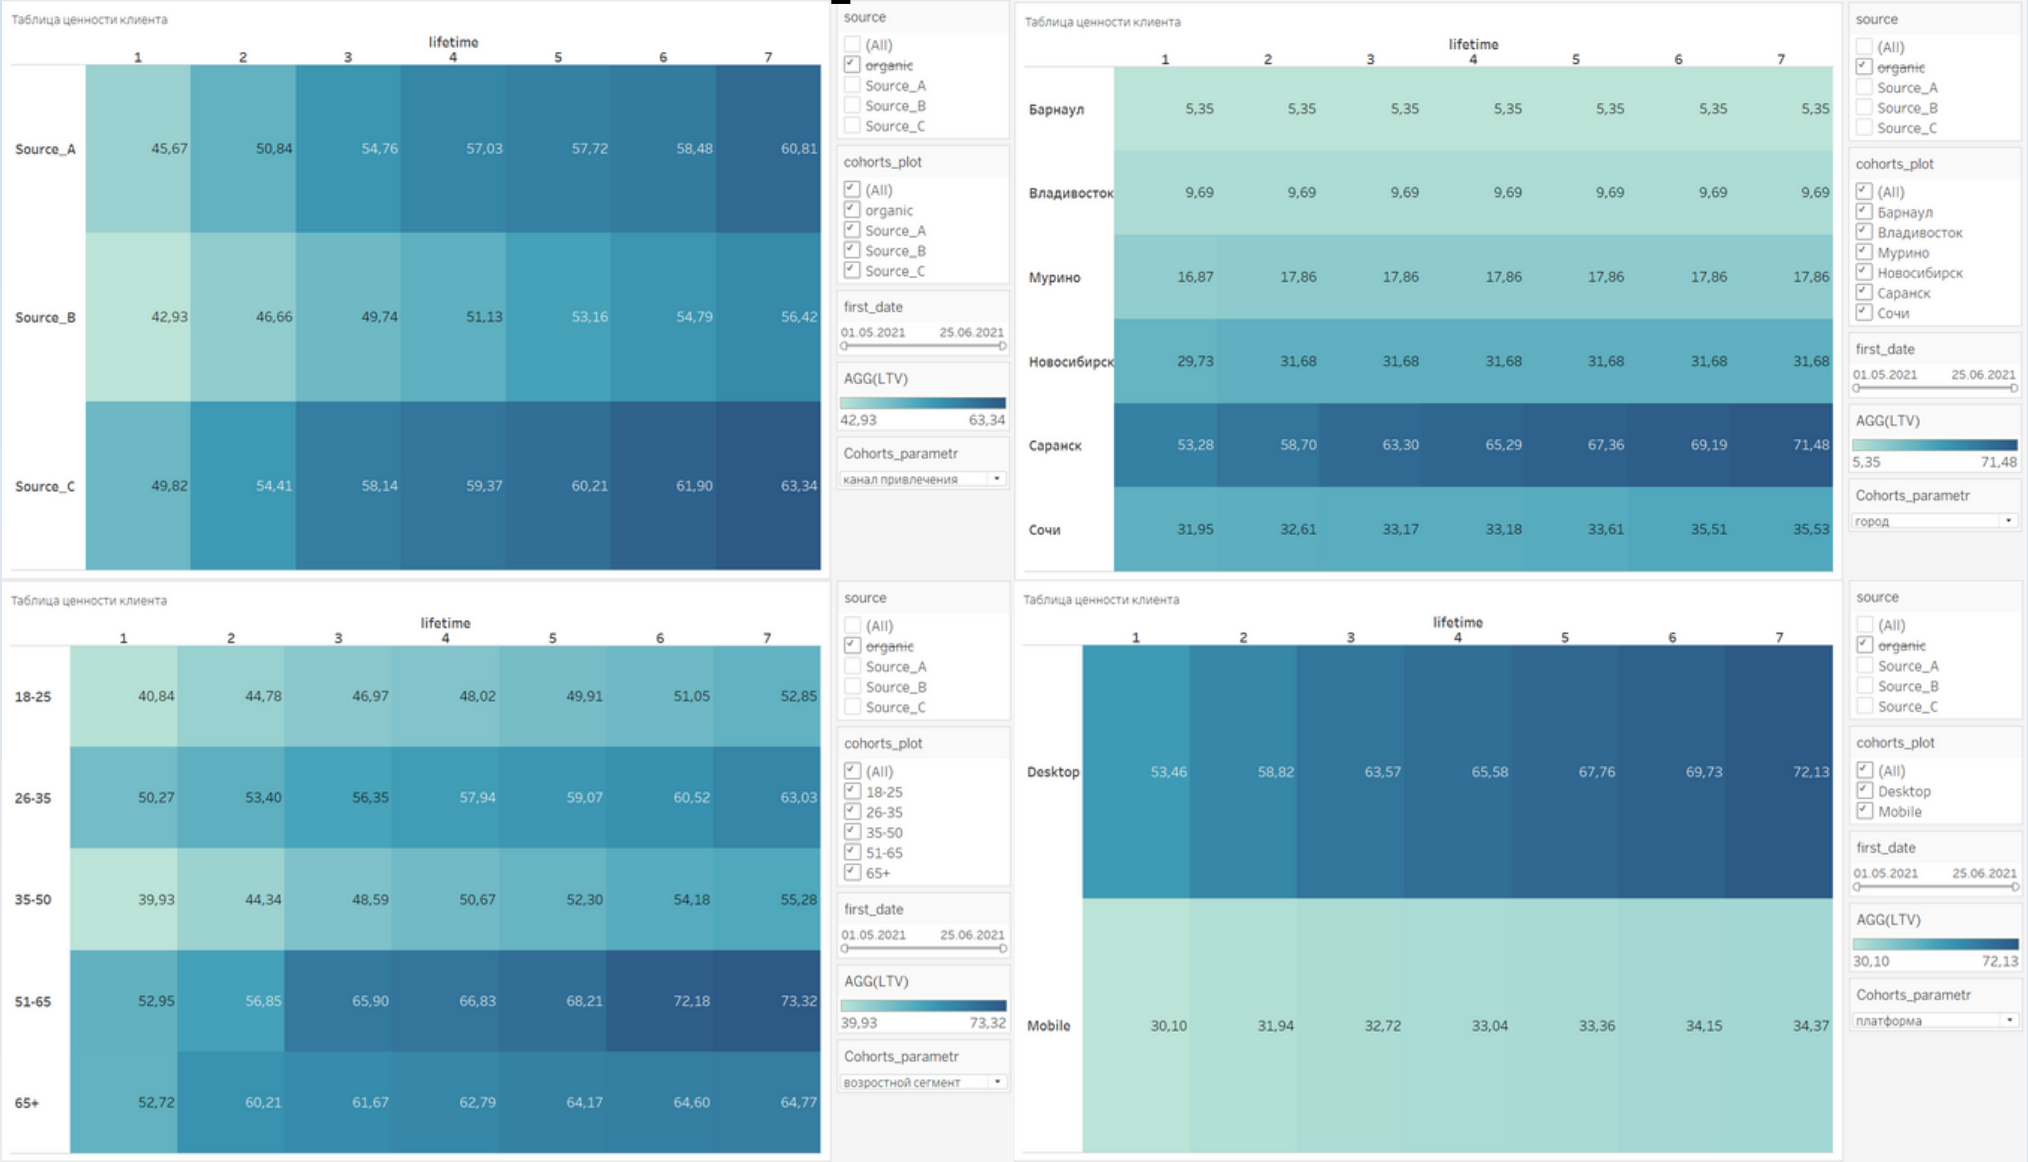 Таблица ценности клиента
lifetime
1 2 3 4 5 6 7
Source_A 45,67 50,84 54,76 57,03 57,72 58,48 60,81
Source_B 42,93 46,66 49,74 51,13 53,16 54,79 56,42
Source_C 49,82 54,41 58,14 59,37 60,21 61,90 63,34
source
(All)
organic
Source_A
Source_B
Source_C
cohorts_plot
(All)
organic
Source_A
Source_B
Source_C
first_date
01.05.2021 25.06.2021
AGG(LTV)
42,93 63,34
Cohorts_parametr
канал привлечения
Таблица ценности клиента
lifetime
1 2 3 4 5 6 7
Барнаул 5,35 5,35 5,35 5,35 5,35 5,35 5,35
Владивосток 9,69 9,69 9,69 9,69 9,69 9,69 9,69
Мурино 16,87 17,86 17,86 17,86 17,86 17,86 17,86
Новосибирск 29,73 31,68 31,68 31,68 31,68 31,68 31,68
Саранск 53,28 58,70 63,30 65,29 67,36 69,19 71,48
Сочи 31,95 32,61 33,17 33,18 33,61 35,51 35,53
source
(All)
organic
Source_A
Source_B
Source_C
cohorts_plot
(All)
Барнаул
Владивосток
Мурино
Новосибирск
Саранск
Сочи
first_date
01.05.2021 25.06.2021
AGG(LTV)
5,35 71,48
Cohorts_parametr
город
Таблица ценности клиента
lifetime
1 2 3 4 5 6 7
18-25 40,84 44,78 46,97 48,02 49,91 51,05 52,85
26-35 50,27 53,40 56,35 57,94 59,07 60,52 63,03
35-50 39,93 44,34 48,59 50,67 52,30 54,18 55,28
51-65 52,95 56,85 65,90 66,83 68,21 72,18 73,32
65+ 52,72 60,21 61,67 62,79 64,17 64,60 64,77
source
(All)
organic
Source_A
Source_B
Source_C
cohorts_plot
(All)
18-25
26-35
35-50
51-65
65+
first_date
01.05.2021 25.06.2021
AGG(LTV)
39,93 73,32
Cohorts_parametr
возростной сегмент
Таблица ценности клиента
lifetime
1 2 3 4 5 6 7
Desktop 53,46 58,82 63,57 65,58 67,76 69,73 72,13
Mobile 30,10 31,94 32,72 33,04 33,36 34,15 34,37
source
(All)
organic
Source_A
Source_B
Source_C
cohorts_plot
(All)
Desktop
Mobile
first_date
01.05.2021 25.06.2021
AGG(LTV)
30,10 72,13
Cohorts_parametr
платформа